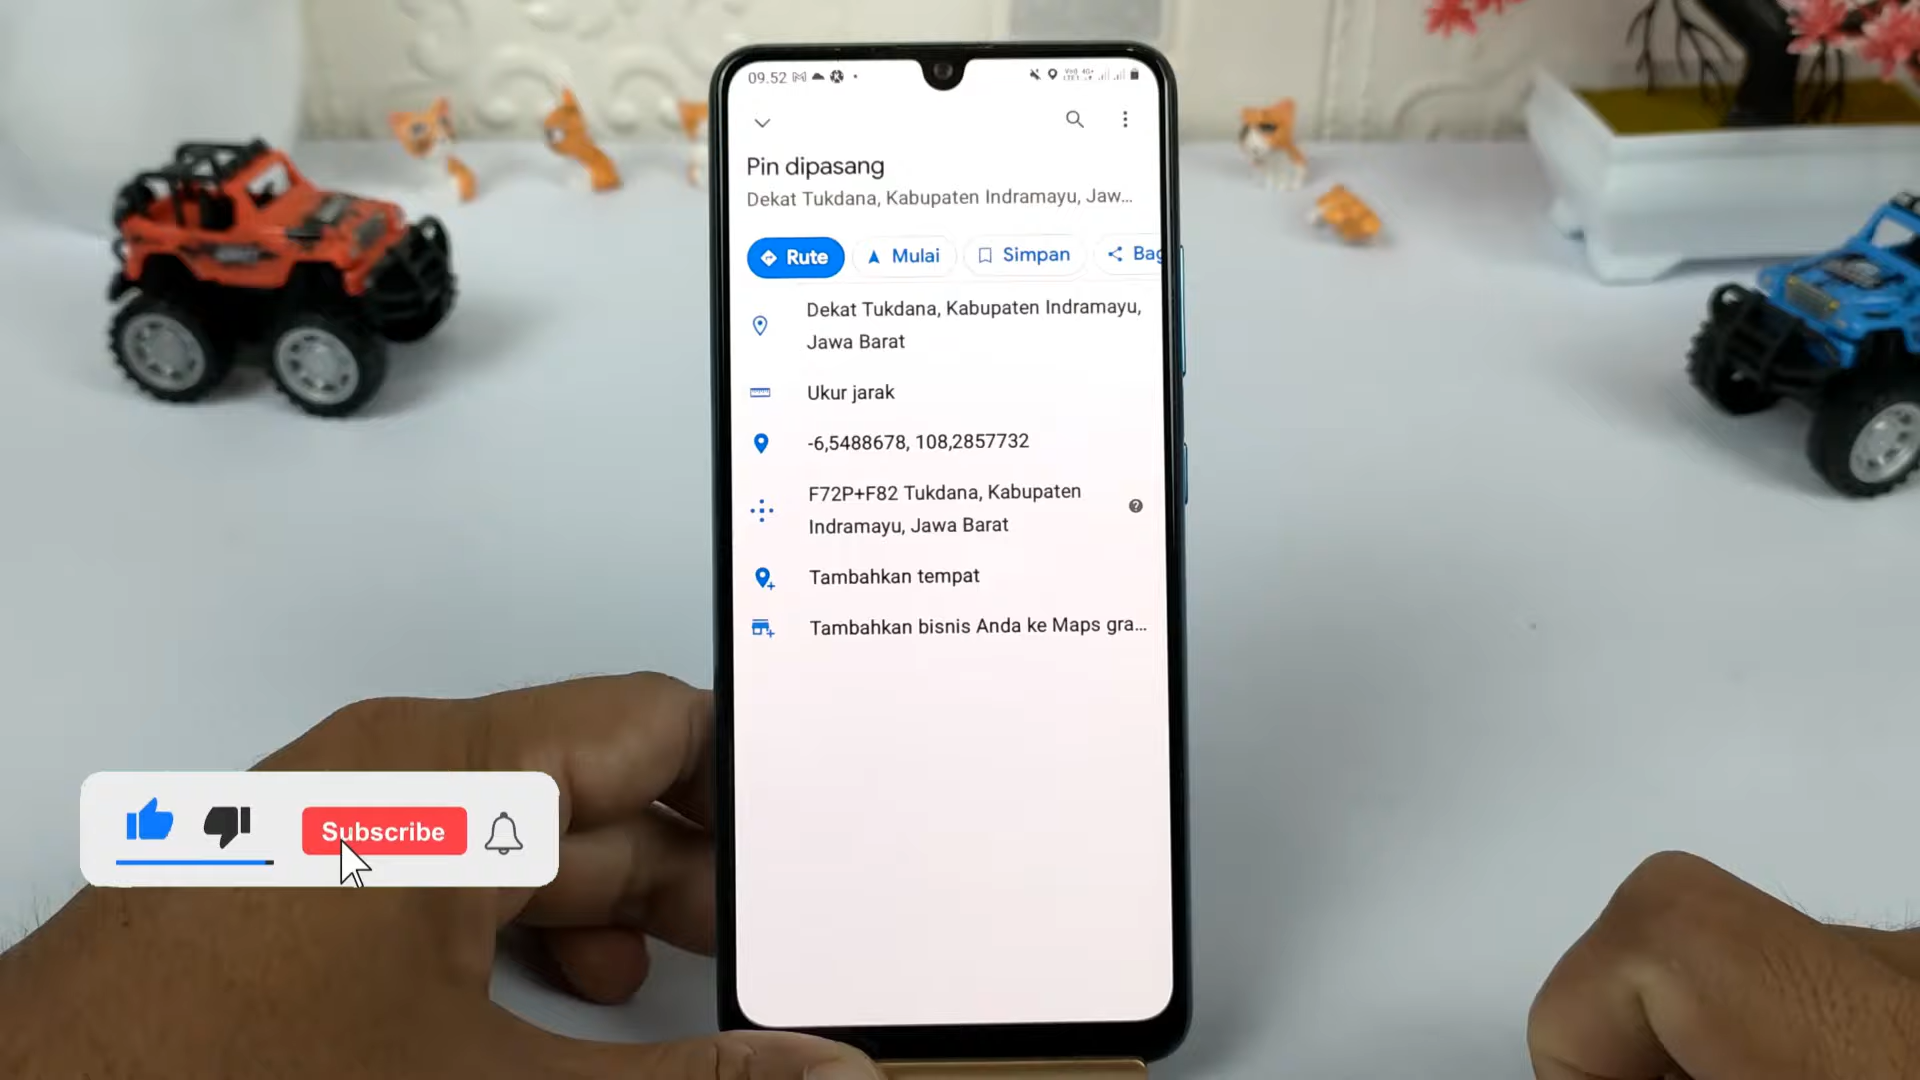 09.52
Pin dipasang
Dekat Tukdana, Kabupaten Indramayu, Jaw...
Rute
Mulai
Simpan
Bag
Dekat Tukdana, Kabupaten Indramayu,
Jawa Barat
Ukur jarak
-6,5488678, 108,2857732
F72P+F82 Tukdana, Kabupaten
Indramayu, Jawa Barat
Tambahkan tempat
Tambahkan bisnis Anda ke Maps gra...
Subscribe